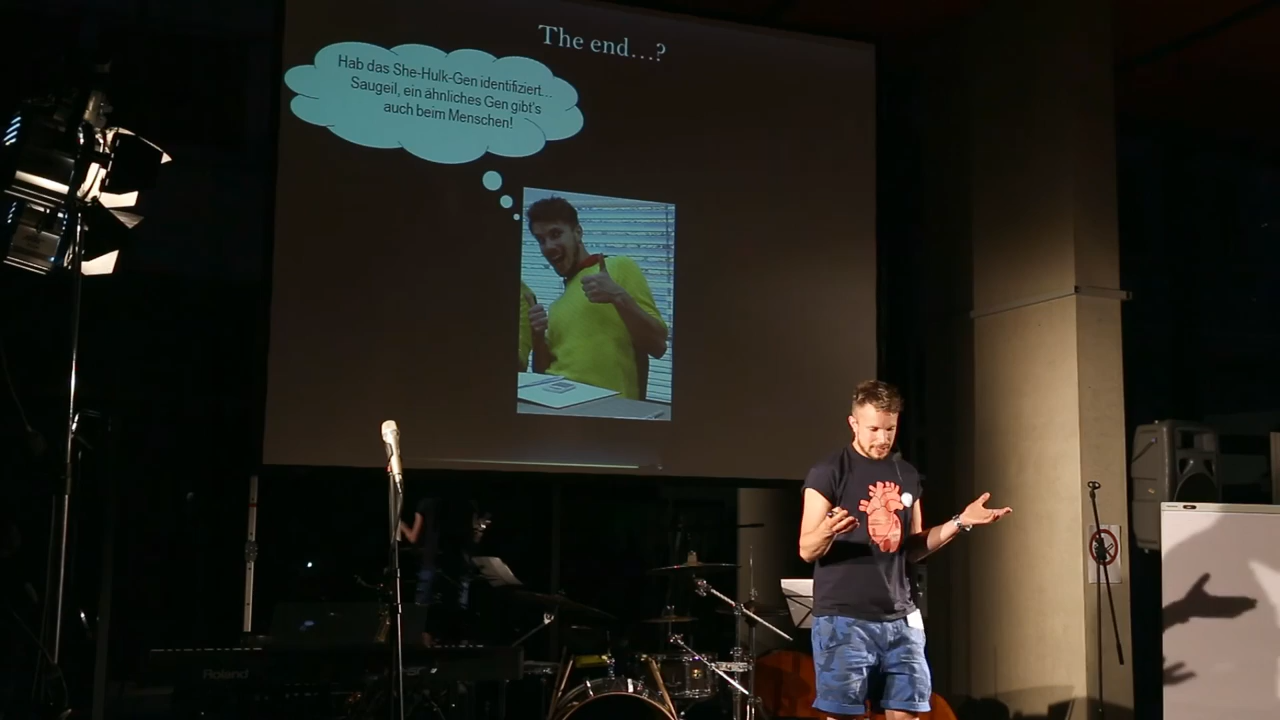 The end...?
Hab das She-Hulk-Gen identifiziert...
Saugeil, ein ähnliches Gen gibt's
auch beim Menschen!
Roland